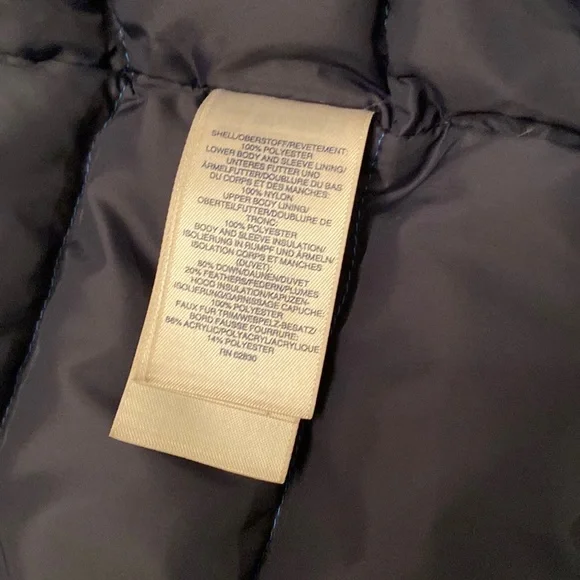 SHELL/OBERSTOFF/REVETEMENT:
100% POLYESTER
LOWER BODY AND SLEEVE LINING/
UNTERES FUTTER UND
ÄRMELFUTTER/DOUBLURE DU BAS
DU CORPS ET DES MANCHES:
100% NYLON
UPPER BODY LINING/
OBERTEILFUTTER/DOUBLURE DE
TRONC:
100% POLYESTER
BODY AND SLEEVE INSULATION/
ISOLIERUNG IN RUMPF UND ÄRMELN/
ISOLATION CORPS ET MANCHES
(DUVET):
80% DOWN/DAUNEN/DUVET
20% FEATHERS/FEDERN/PLUMES
HOOD INSULATION/KAPUZEN-
ISOLIERUNG/GARNISSAGE CAPUCHE:
100% POLYESTER
FAUX FUR TRIM/WEBPELZ-BESATZ/
BORD FAUSSE FOURRURE:
86% ACRYLIC/POLYACRYL/ACRYLIQUE
14% POLYESTER
RN 62830